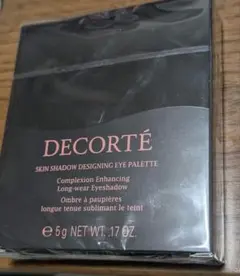 DECORTÉ
SKIN SHADOW DESIGNING EYE PALETTE
Complexion Enhancing
Long-wear Eyeshadow
Ombre à paupières
longue tenue sublimant le teint
e 5g NET WT. .17 OZ.